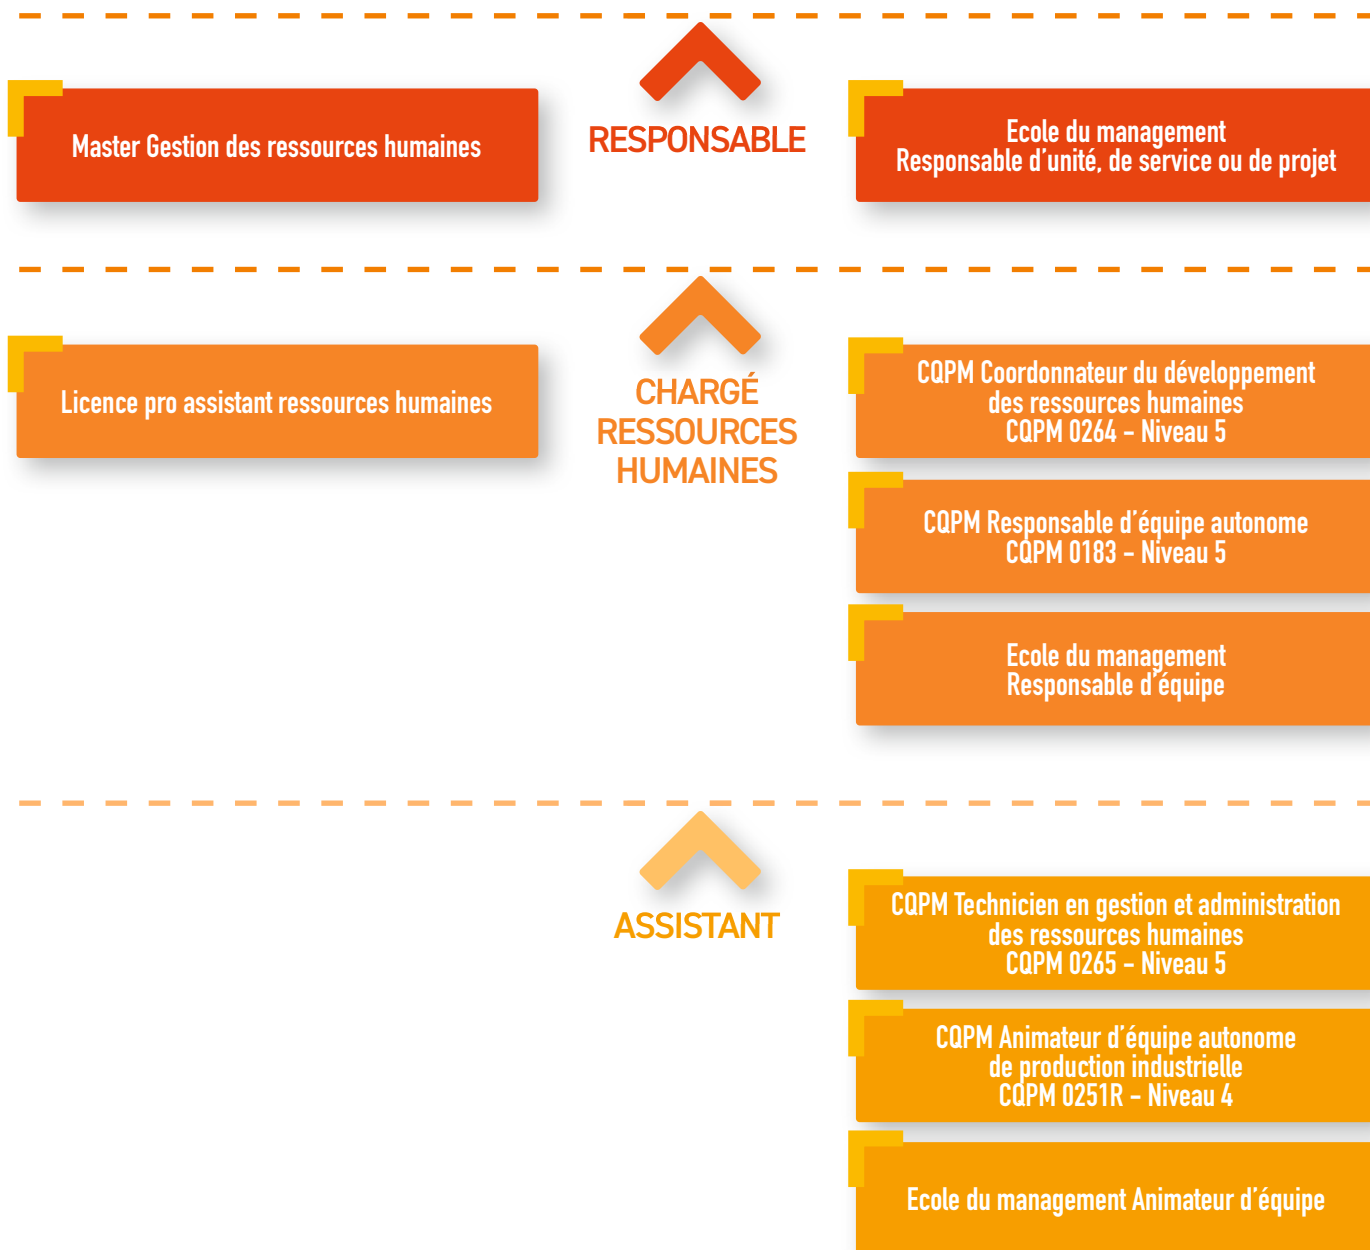 Master Gestion des ressources humaines
RESPONSABLE
Ecole du management
Responsable d'unité, de service ou de projet
Licence pro assistant ressources humaines
CHARGÉ
RESSOURCES
HUMAINES
CQPM Coordonnateur du développement
des ressources humaines
CQPM 0264 – Niveau 5
CQPM Responsable d'équipe autonome
CQPM 0183 – Niveau 5
Ecole du management
Responsable d'équipe
ASSISTANT
CQPM Technicien en gestion et administration
des ressources humaines
CQPM 0265 – Niveau 5
CQPM Animateur d'équipe autonome
de production industrielle
CQPM 0251R – Niveau 4
Ecole du management Animateur d'équipe